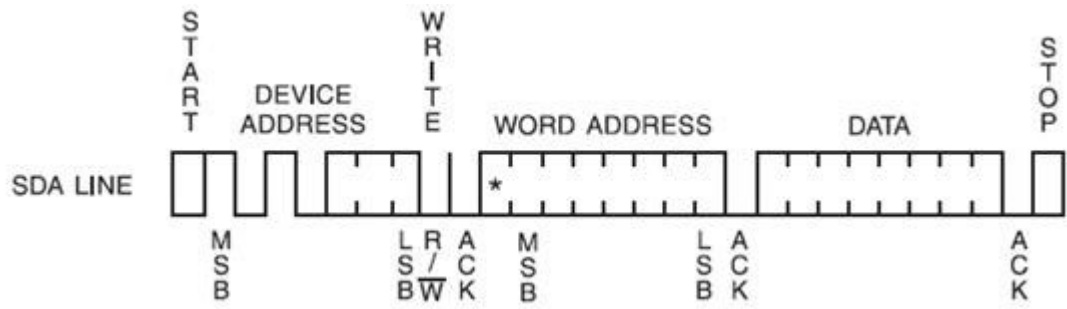 START
WRITE
STOP
DEVICE
ADDRESS
WORD ADDRESS
DATA
SDA LINE
*
MSB
LSB
R/W̅
ACK
MSB
LSB
ACK
ACK